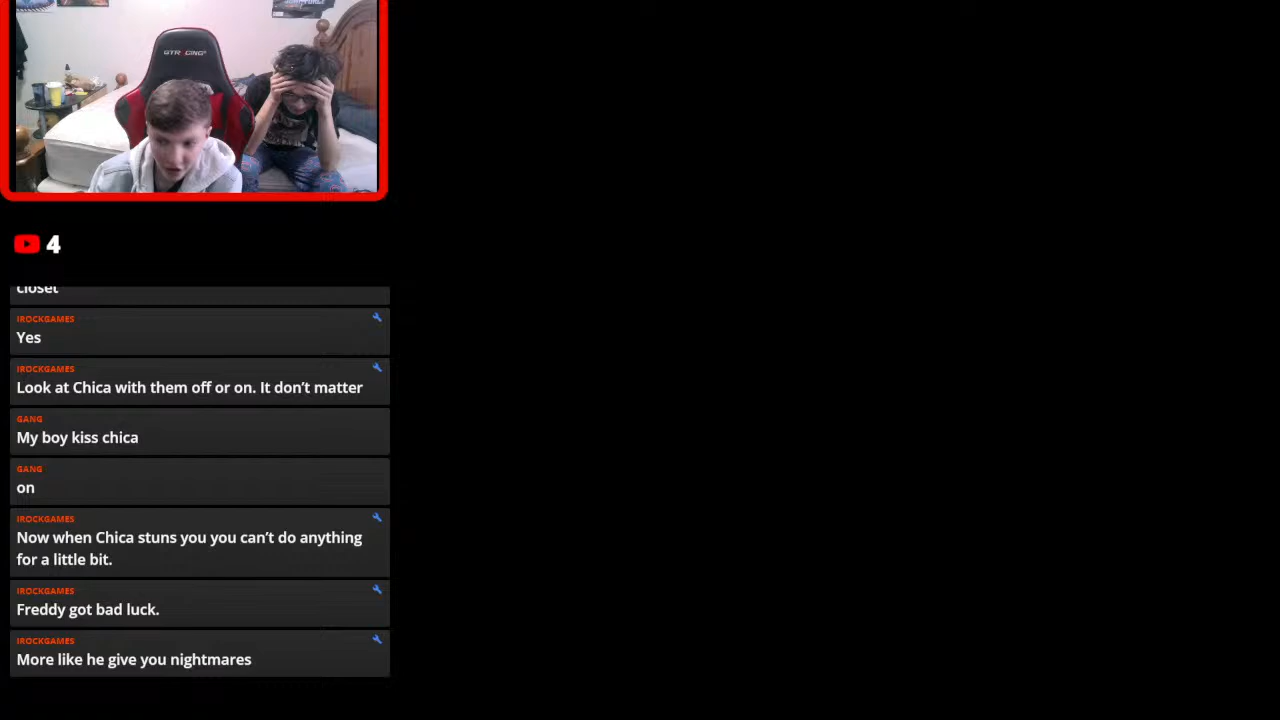 GTRACING
4
closet
IROCKGAMES
Yes
IROCKGAMES
Look at Chica with them off or on. It don't matter
GANG
My boy kiss chica
GANG
on
IROCKGAMES
Now when Chica stuns you you can't do anything
for a little bit.
IROCKGAMES
Freddy got bad luck.
IROCKGAMES
More like he give you nightmares